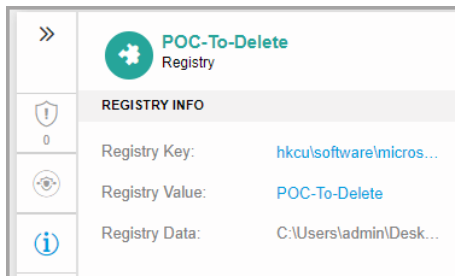 POC-To-Delete
Registry
REGISTRY INFO
0
Registry Key: hkcu\software\micros...
Registry Value: POC-To-Delete
Registry Data: C:\Users\admin\Desk...